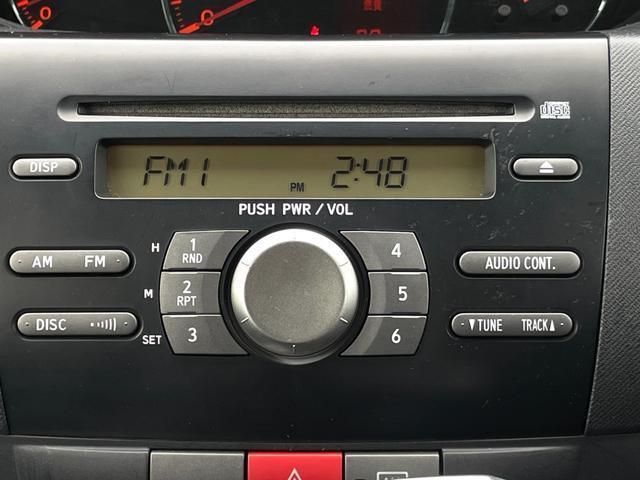 disc
DISP
FM1 PM 2:48
PUSH PWR / VOL
AM FM
H 1 RND
4
AUDIO CONT.
M 2 RPT
5
DISC
SET 3
6
▼TUNE TRACK▲